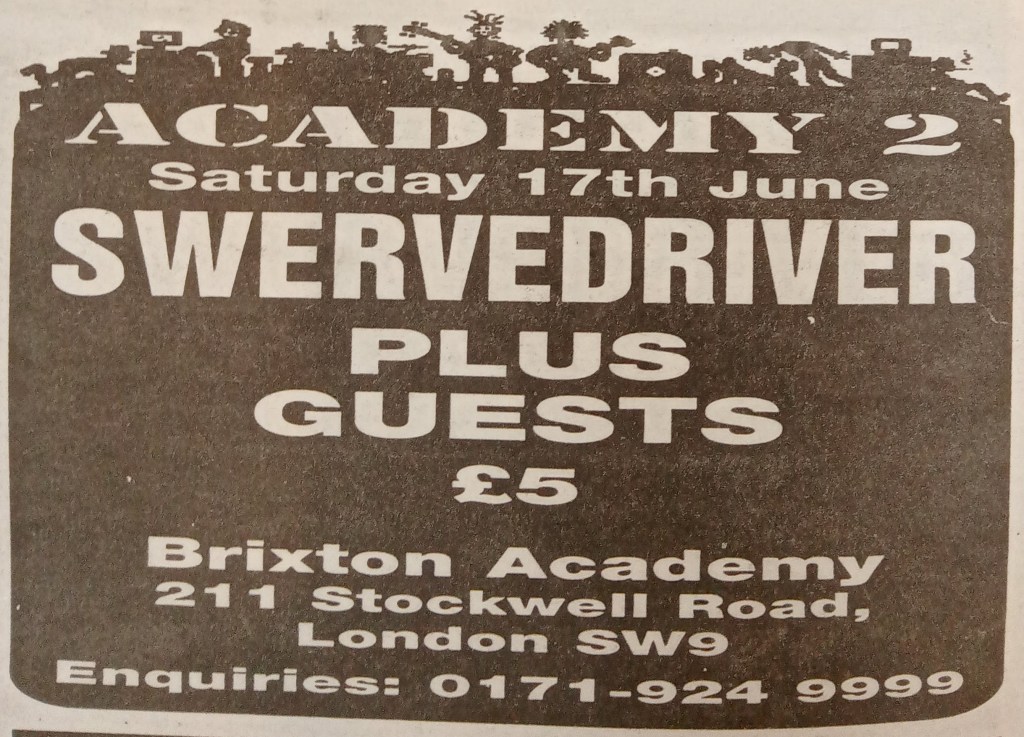 ACADEMY 2
Saturday 17th June
SWERVEDRIVER
PLUS
GUESTS
£5
Brixton Academy
211 Stockwell Road,
London SW9
Enquiries: 0171-924 9999